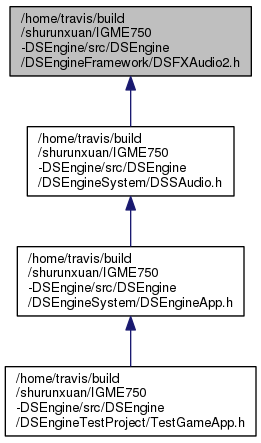 /home/travis/build
/shurunxuan/IGME750
-DSEngine/src/DSEngine
/DSEngineFramework/DSFXAudio2.h
/home/travis/build
/shurunxuan/IGME750
-DSEngine/src/DSEngine
/DSEngineSystem/DSSAudio.h
/home/travis/build
/shurunxuan/IGME750
-DSEngine/src/DSEngine
/DSEngineSystem/DSEngineApp.h
/home/travis/build
/shurunxuan/IGME750
-DSEngine/src/DSEngine
/DSEngineTestProject/TestGameApp.h